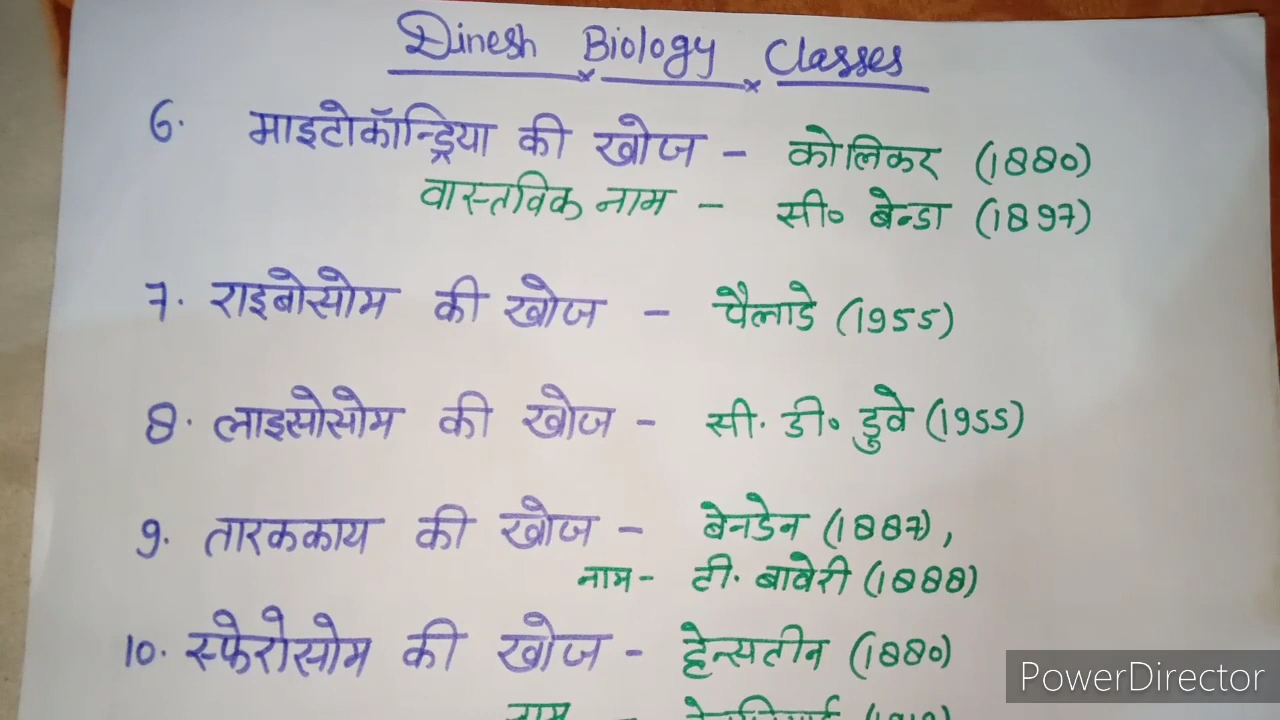 Dinesh Biology Classes
6. माइटोकॉन्ड्रिया की खोज - कोलिकर (1880)
वास्तविक नाम - सी० बेन्डा (1897)
7. राइबोसोम की खोज - पैलाडे (1955)
8. लाइसोसोम की खोज - सी. डी० डुवे (1955)
9. तारककाय की खोज - बेनडेन (1887),
नाम - टी. बावेरी (1888)
10. स्फेरोसोम की खोज - हेन्सटीन (1880)
नाम -
PowerDirector